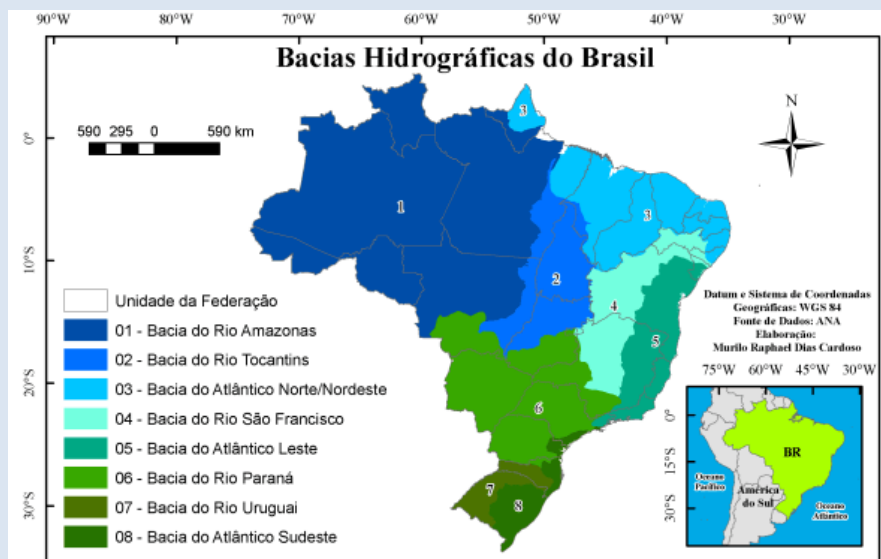 90°W 80°W 70°W 60°W 50°W 40°W 30°W
Bacias Hidrográficas do Brasil
590 295 0 590 km
N
0°
10°S
20°S
30°S
1
2
3
3
4
5
6
7
8
Unidade da Federação
01 - Bacia do Rio Amazonas
02 - Bacia do Rio Tocantins
03 - Bacia do Atlântico Norte/Nordeste
04 - Bacia do Rio São Francisco
05 - Bacia do Atlântico Leste
06 - Bacia do Rio Paraná
07 - Bacia do Rio Uruguai
08 - Bacia do Atlântico Sudeste
Datum e Sistema de Coordenadas
Geográficas: WGS 84
Fonte de Dados: ANA
Elaboração:
Murilo Raphael Dias Cardoso
75°W 60°W 45°W 30°W
0°
15°S
30°S
BR
Oceano
Pacífico
América
do Sul
Oceano
Atlântico